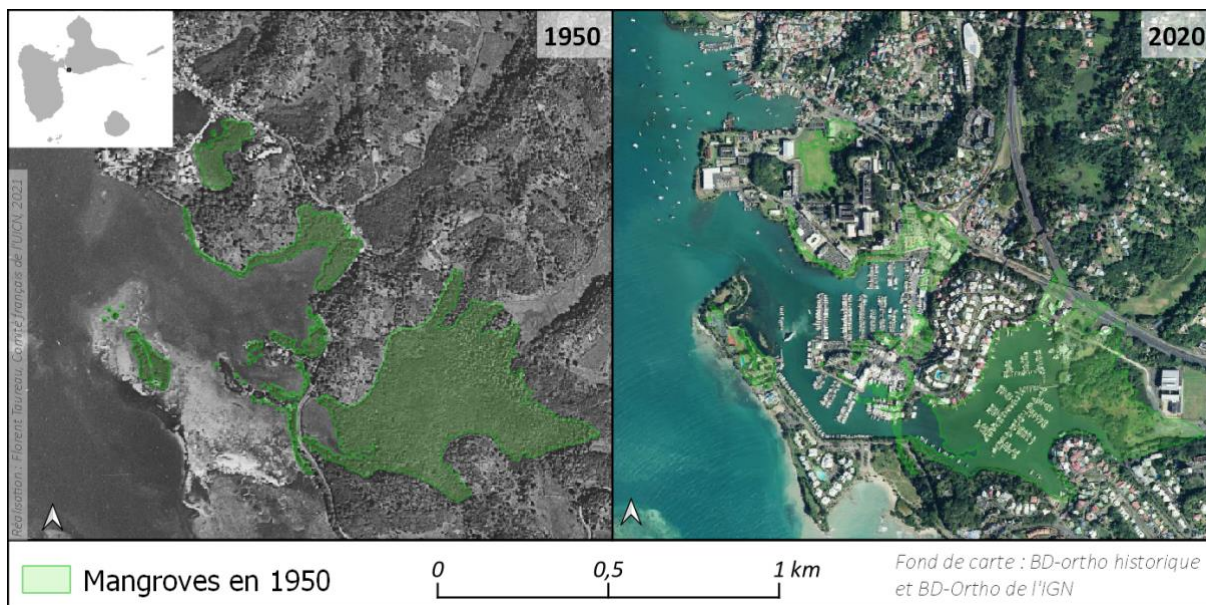 1950
2020
Réalisation : Florent Taureau, Comité français de l'UICN, 2021
Mangroves en 1950
0
0,5
1 km
Fond de carte : BD-ortho historique
et BD-Ortho de l'IGN